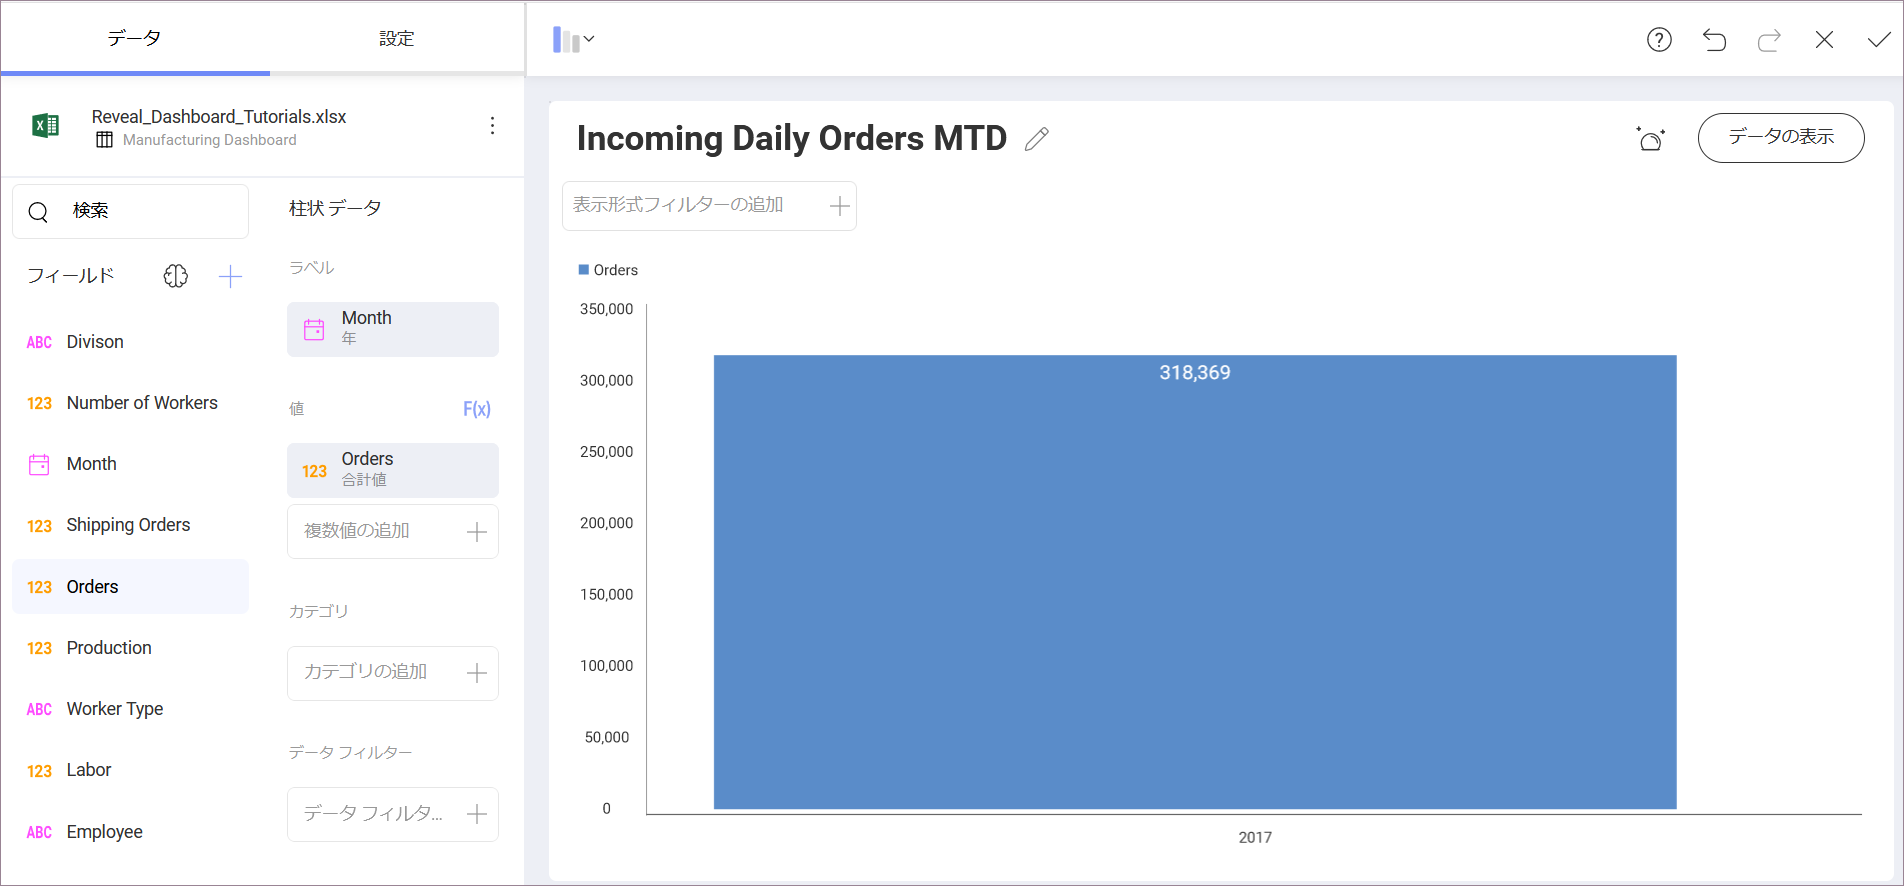 データ
設定
Reveal_Dashboard_Tutorials.xlsx
Manufacturing Dashboard
検索
フィールド
ABC Divison
123 Number of Workers
Month
123 Shipping Orders
123 Orders
123 Production
ABC Worker Type
123 Labor
ABC Employee
柱状 データ
ラベル
Month
年
値
F(x)
123 Orders
合計値
複数値の追加
カテゴリ
カテゴリの追加
データ フィルター
データ フィルタ...
Incoming Daily Orders MTD
データの表示
表示形式フィルターの追加
Orders
350,000
300,000
250,000
200,000
150,000
100,000
50,000
0
318,369
2017